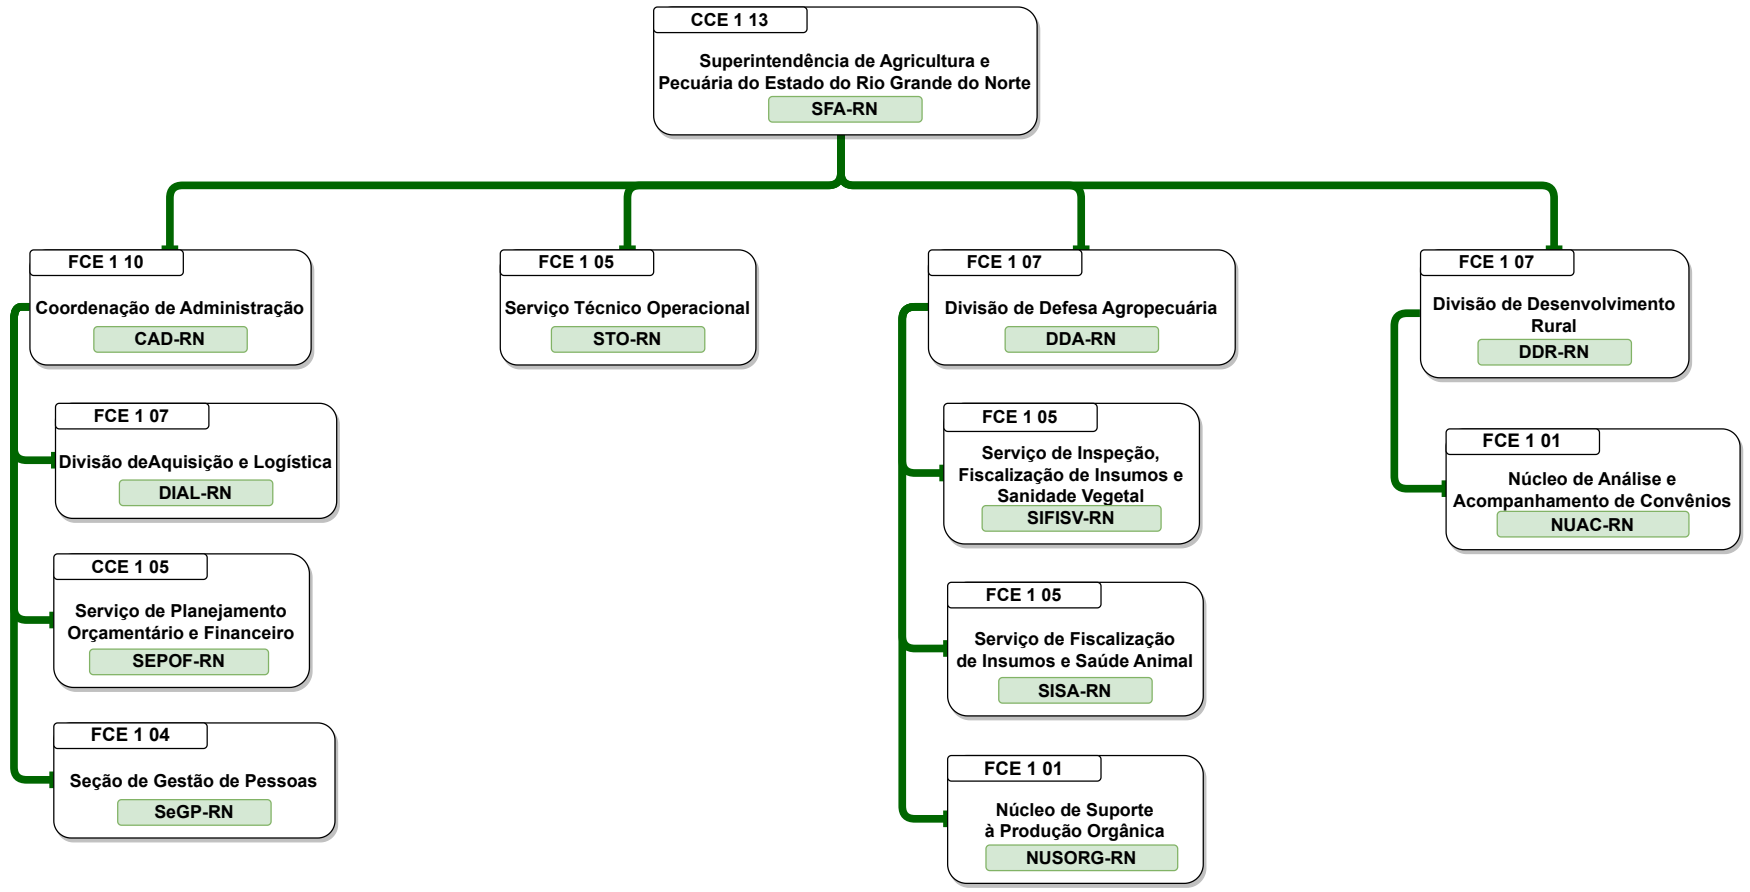 CCE 1 13
Superintendência de Agricultura e
Pecuária do Estado do Rio Grande do Norte
SFA-RN
FCE 1 10
Coordenação de Administração
CAD-RN
FCE 1 07
Divisão deAquisição e Logística
DIAL-RN
CCE 1 05
Serviço de Planejamento
Orçamentário e Financeiro
SEPOF-RN
FCE 1 04
Seção de Gestão de Pessoas
SeGP-RN
FCE 1 05
Serviço Técnico Operacional
STO-RN
FCE 1 07
Divisão de Defesa Agropecuária
DDA-RN
FCE 1 05
Serviço de Inspeção,
Fiscalização de Insumos e
Sanidade Vegetal
SIFISV-RN
FCE 1 05
Serviço de Fiscalização
de Insumos e Saúde Animal
SISA-RN
FCE 1 01
Núcleo de Suporte
à Produção Orgânica
NUSORG-RN
FCE 1 07
Divisão de Desenvolvimento
Rural
DDR-RN
FCE 1 01
Núcleo de Análise e
Acompanhamento de Convênios
NUAC-RN